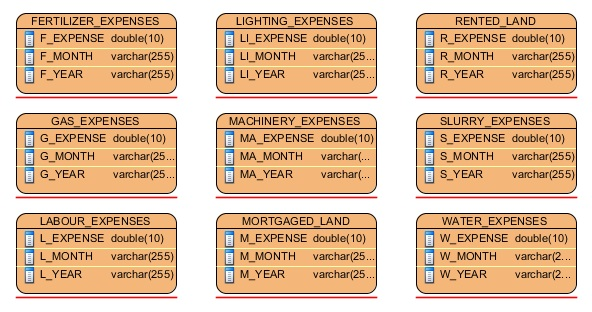 FERTILIZER_EXPENSES
F_EXPENSE double(10)
F_MONTH varchar(255)
F_YEAR varchar(255)
LIGHTING_EXPENSES
LI_EXPENSE double(10)
LI_MONTH varchar(25...
LI_YEAR varchar(25...
RENTED_LAND
R_EXPENSE double(10)
R_MONTH varchar(255)
R_YEAR varchar(255)
GAS_EXPENSES
G_EXPENSE double(10)
G_MONTH varchar(25...
G_YEAR varchar(25...
MACHINERY_EXPENSES
MA_EXPENSE double(10)
MA_MONTH varchar(...
MA_YEAR varchar(...
SLURRY_EXPENSES
S_EXPENSE double(10)
S_MONTH varchar(255)
S_YEAR varchar(255)
LABOUR_EXPENSES
L_EXPENSE double(10)
L_MONTH varchar(255)
L_YEAR varchar(255)
MORTGAGED_LAND
M_EXPENSE double(10)
M_MONTH varchar(25...
M_YEAR varchar(25...
WATER_EXPENSES
W_EXPENSE double(10)
W_MONTH varchar(2...
W_YEAR varchar(2...